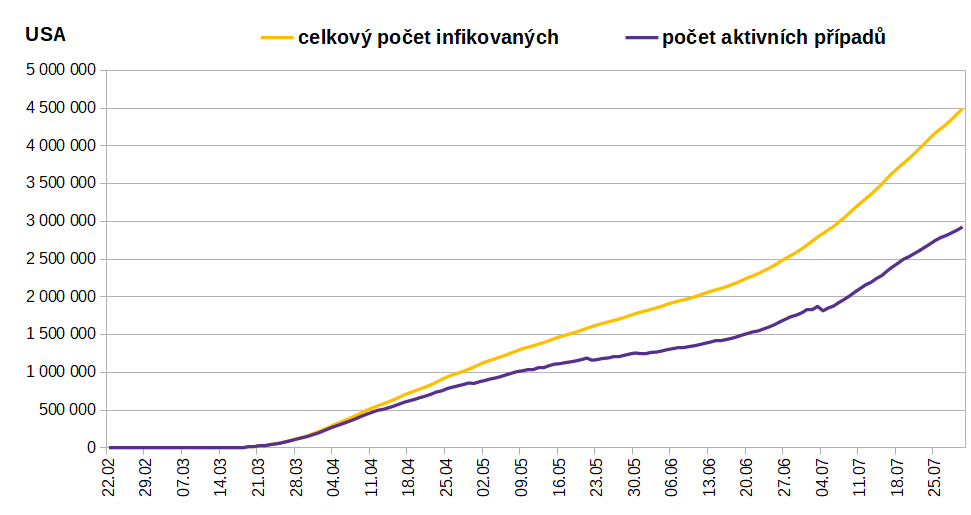 USA
celkový počet infikovaných
počet aktivních případů
5 000 000
4 500 000
4 000 000
3 500 000
3 000 000
2 500 000
2 000 000
1 500 000
1 000 000
500 000
0
22.02
29.02
07.03
14.03
21.03
28.03
04.04
11.04
18.04
25.04
02.05
09.05
16.05
23.05
30.05
06.06
13.06
20.06
27.06
04.07
11.07
18.07
25.07